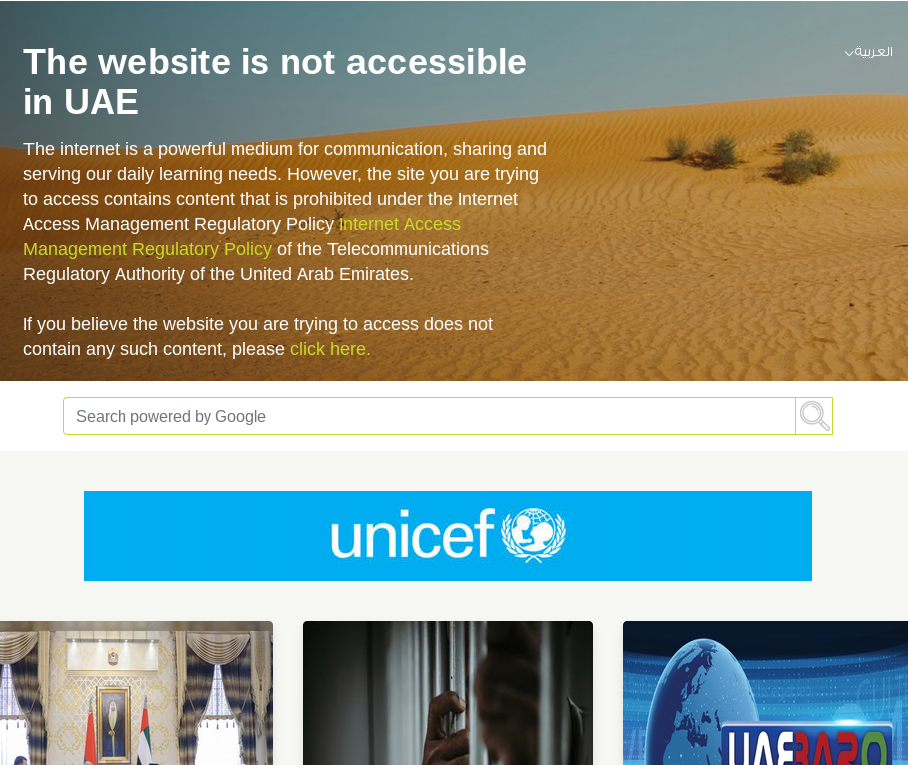 The website is not accessible
in UAE
العربية
The internet is a powerful medium for communication, sharing and
serving our daily learning needs. However, the site you are trying
to access contains content that is prohibited under the Internet
Access Management Regulatory Policy Internet Access
Management Regulatory Policy of the Telecommunications
Regulatory Authority of the United Arab Emirates.
If you believe the website you are trying to access does not
contain any such content, please click here.
Search powered by Google
unicef